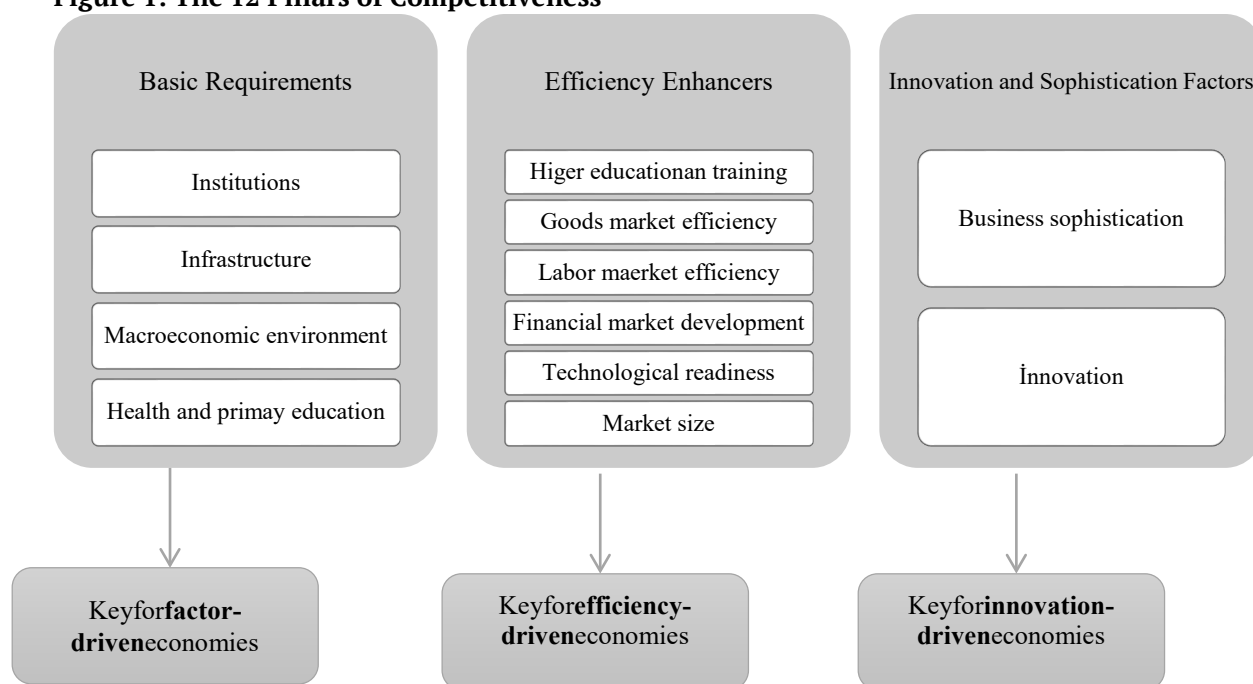 Figure 1: The 12 Pillars of Competitiveness
Basic Requirements
Institutions
Infrastructure
Macroeconomic environment
Health and primay education
Keyforfactor-
driveneconomies
Efficiency Enhancers
Higer educationan training
Goods market efficiency
Labor maerket efficiency
Financial market development
Technological readiness
Market size
Keyforefficiency-
driveneconomies
Innovation and Sophistication Factors
Business sophistication
İnnovation
Keyforinnovation-
driveneconomies